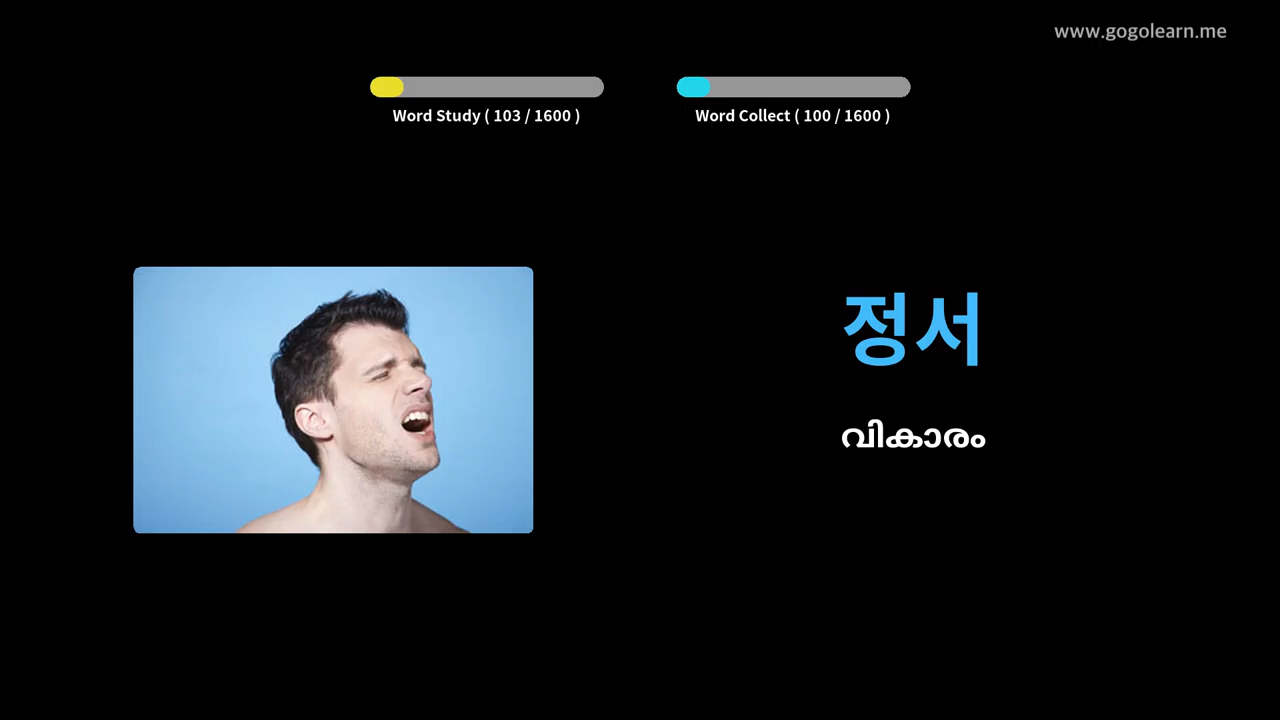 www.gogolearn.me
Word Study ( 103 / 1600 )
Word Collect ( 100 / 1600 )
정서
വികാരം